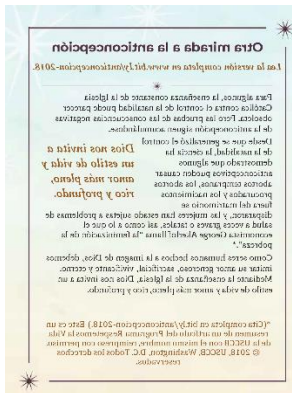 Otra mirada a la anticoncepción
Lea la versión completa en www.bit.ly/anticoncepcion-2018.
Para algunos, la enseñanza constante de la Iglesia
Católica contra el control de la natalidad puede parecer
obsoleta. Pero las pruebas de las consecuencias negativas
de la anticoncepción siguen acumulándose.
Desde que se generalizó el control
de la natalidad, la ciencia ha
demostrado que algunos
anticonceptivos pueden causar
abortos tempranos, los abortos
procurados y los nacimientos
fuera del matrimonio se
dispararon, y las mujeres han estado sujetas a problemas de
salud a veces graves o letales, así como a lo que el
economista George Akerlof llama "la feminización de la
pobreza".*
Dios nos invita a
un estilo de vida y
amor más pleno,
rico y profundo.
Como seres humanos hechos a la imagen de Dios, debemos
imitar su amor generoso, sacrificial, vivificante y eterno.
Mediante la enseñanza de la Iglesia, Dios nos invita a un
estilo de vida y amor más pleno, rico y profundo.
*(Cita completa en bit.ly/anticoncepcion-2018.) Este es un
resumen de un artículo del Programa Respetemos la Vida
de la USCCB con el mismo nombre, reimpreso con permiso.
© 2018, USCCB, Washington, D.C. Todos los derechos
reservados.